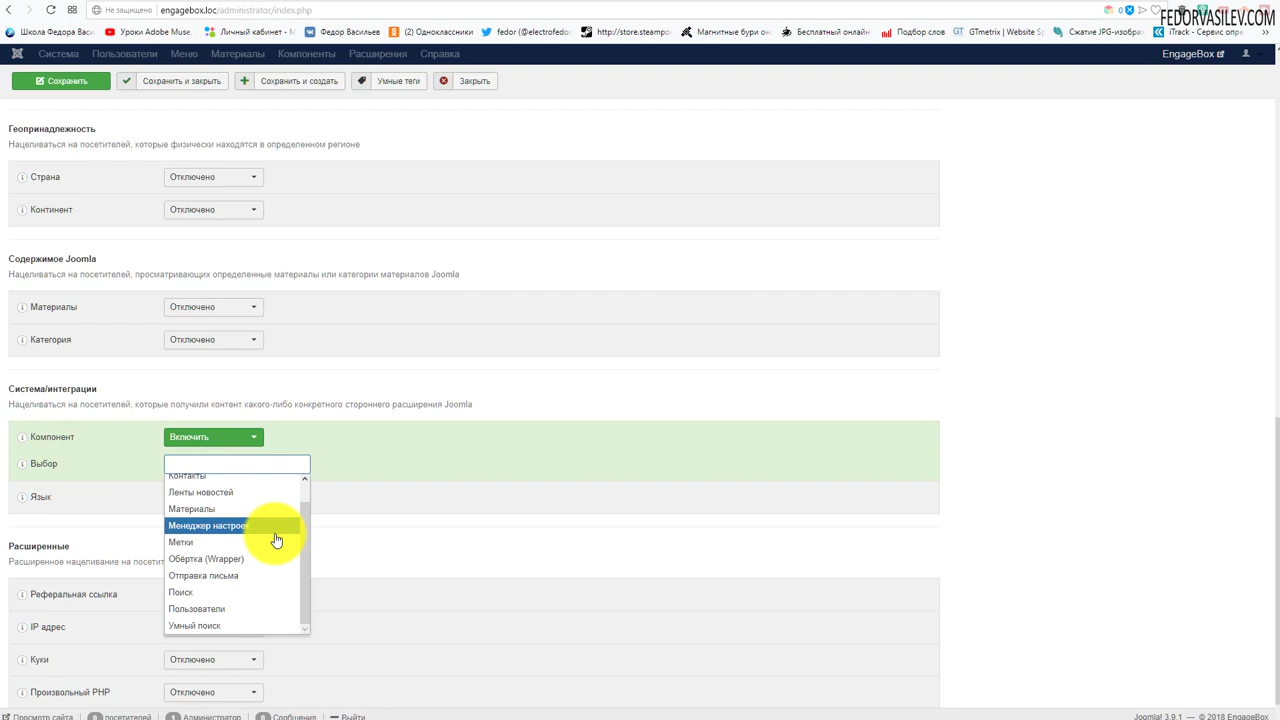 Не защищено engagebox.loc/administrator/index.php 0
FEDORVASILEV.COM
Школа Федора Васи Уроки Adobe Muse, Личный кабинет - М Федор Васильев (2) Одноклассники fedor (@electrofedor http://store.steampo Магнитные бури он Бесплатный онлайн Подбор слов GTmetrix | Website S Сжатие JPG-изобра iTrack - Сервис опре
Система Пользователи Меню Материалы Компоненты Расширения Справка EngageBox
Сохранить Сохранить и закрыть Сохранить и создать Умные теги Закрыть
Геопринадлежность
Нацеливаться на посетителей, которые физически находятся в определенном регионе
Страна Отключено
Континент Отключено
Содержимое Joomla
Нацеливаться на посетителей, просматривающих определенные материалы или категории материалов Joomla
Материалы Отключено
Категория Отключено
Система/интеграции
Нацеливаться на посетителей, которые получили контент какого-либо конкретного стороннего расширения Joomla
Компонент Включить
Выбор
Контакты
Ленты новостей
Язык
Материалы
Менеджер настроек
Метки
Расширенные
Обёртка (Wrapper)
Расширенное нацеливание на посетит
Отправка письма
Реферальная ссылка
Поиск
Пользователи
IP адрес
Умный поиск
Куки Отключено
Произвольный PHP Отключено
Просмотр сайта 0 посетителей 1 Администратор 0 Сообщения Выйти Joomla! 3.9.1 — © 2018 EngageBox